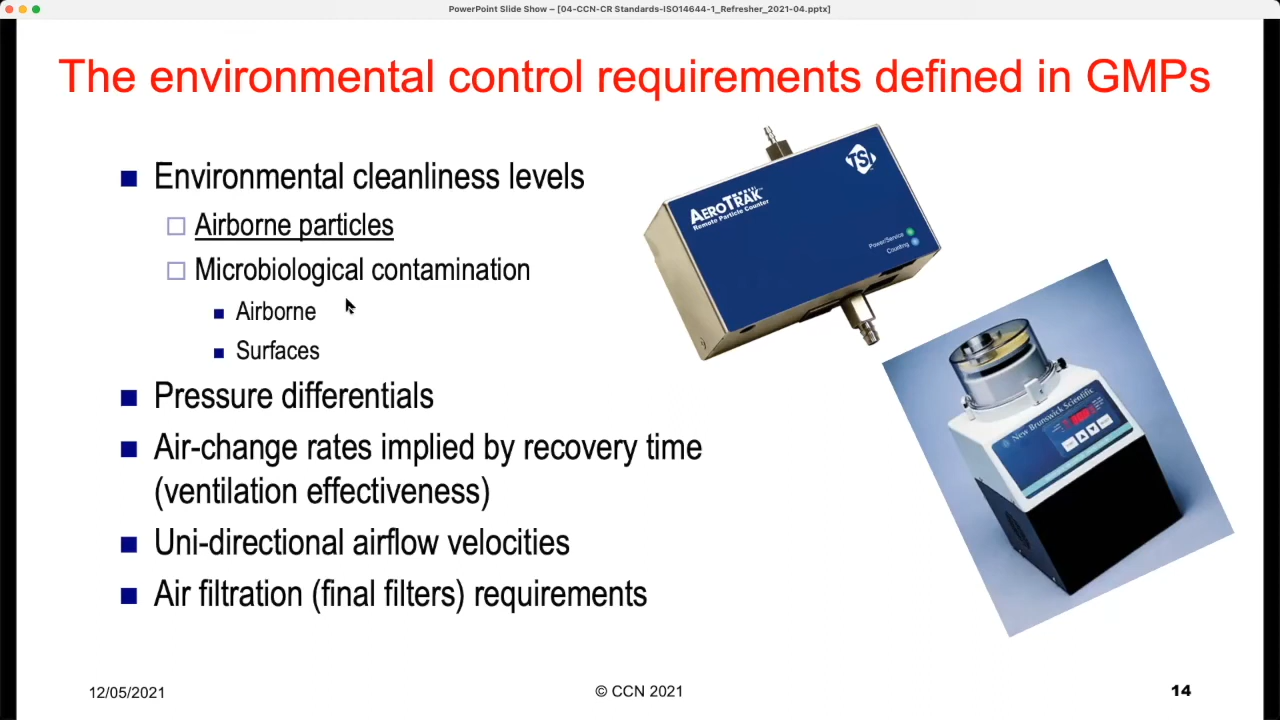 PowerPoint Slide Show – [04-CCN-CR Standards-ISO14644-1_Refresher_2021-04.pptx]
The environmental control requirements defined in GMPs
Environmental cleanliness levels
Airborne particles
Microbiological contamination
Airborne
Surfaces
Pressure differentials
Air-change rates implied by recovery time
(ventilation effectiveness)
Uni-directional airflow velocities
Air filtration (final filters) requirements
TSI
AEROTRAK
Remote Particle Counter
Power/Service
Counting
New Brunswick Scientific
12/05/2021
© CCN 2021
14